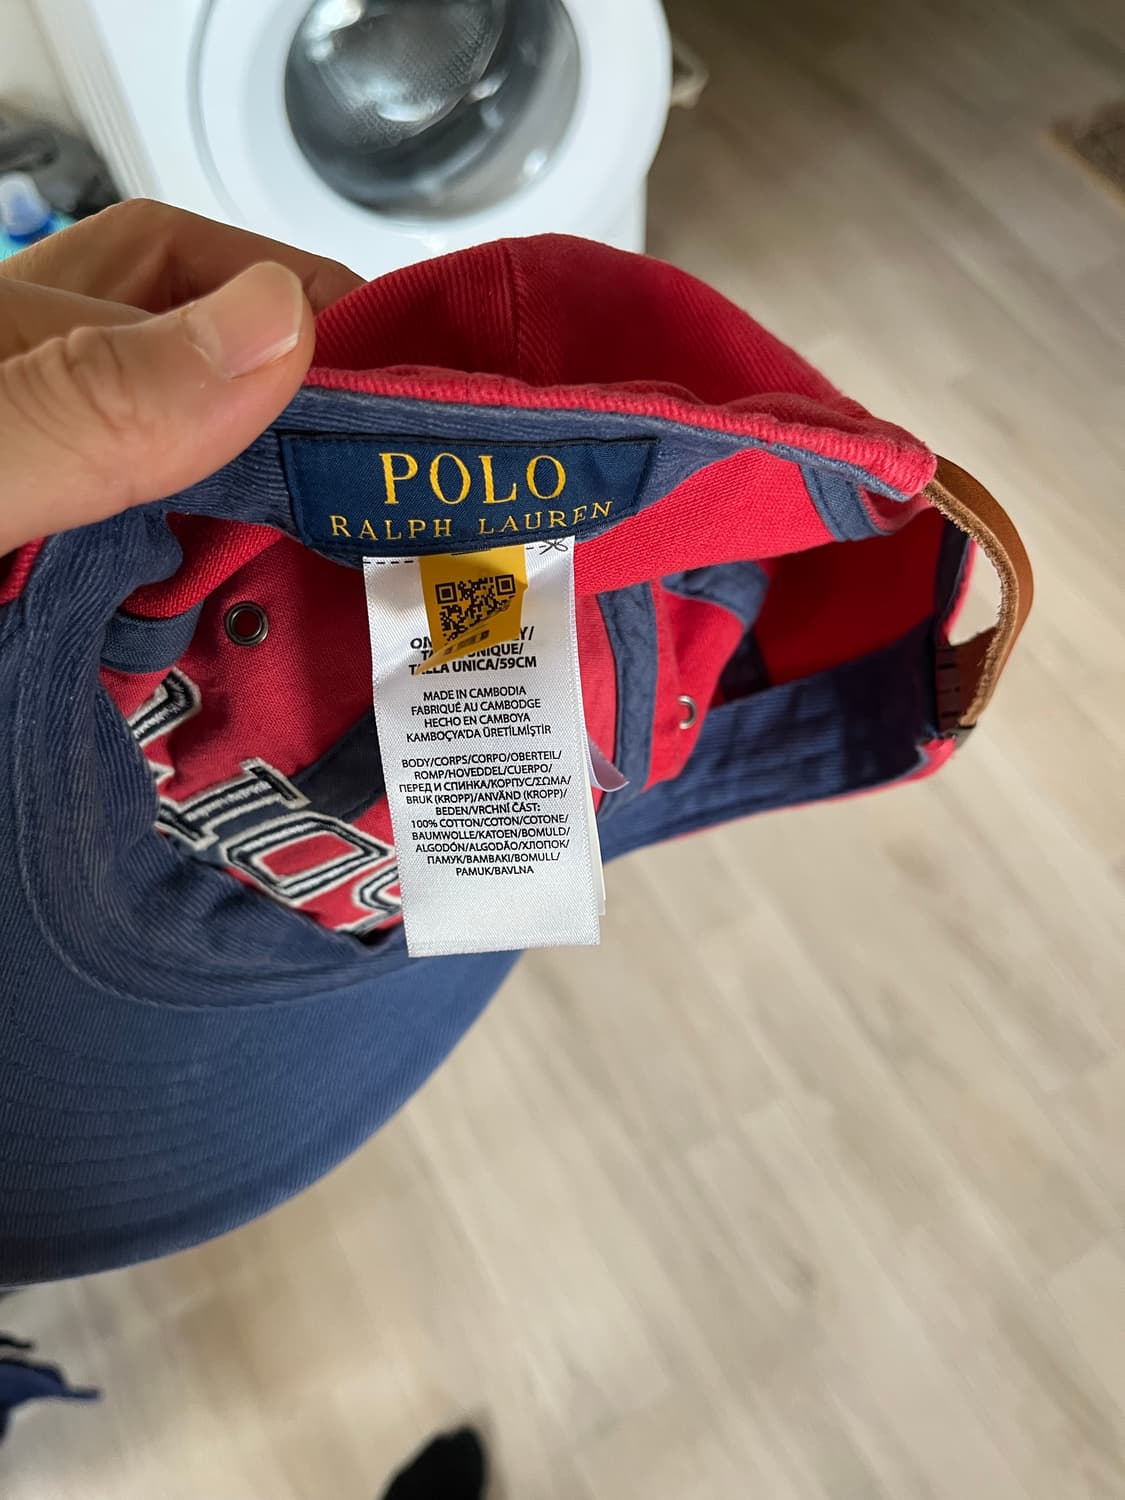 POLO
RALPH LAUREN
TALLA UNICA/59CM
MADE IN CAMBODIA
FABRIQUÉ AU CAMBODGE
HECHO EN CAMBOYA
KAMBOÇYA'DA ÜRETİLMİŞTİR
BODY/CORPS/CORPO/OBERTEIL/
ROMP/HOVEDDEL/CUERPO/
ПЕРЕД И СПИНКА/КОРПУС/ΣΩΜΑ/
BRUK (KROPP)/ANVÄND (KROPP)/
BEDEN/VRCHNÍ ČÁST:
100% COTTON/COTON/COTONE/
BAUMWOLLE/KATOEN/BOMULD/
ALGODÓN/ALGODÃO/ХЛОПОК/
ПАМУК/BAMBAKI/BOMULL/
PAMUK/BAVLNA